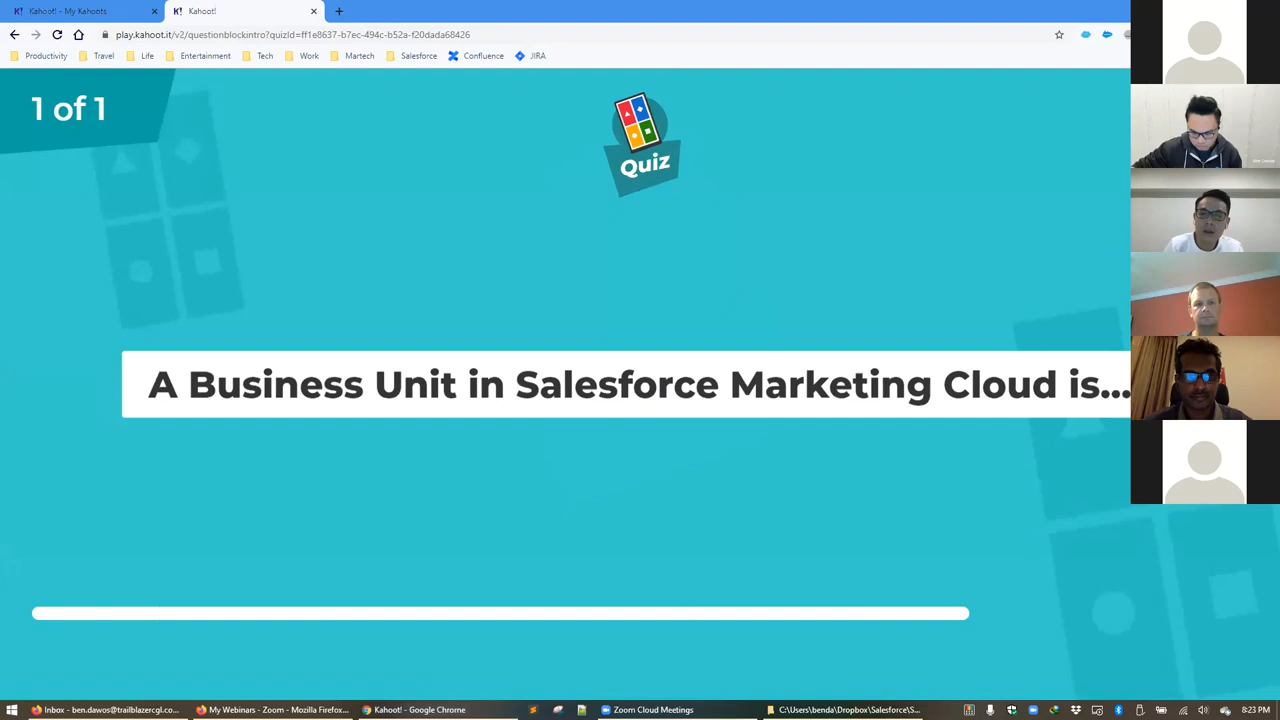 Kahoot! - My Kahoots
Kahoot!
play.kahoot.it/v2/questionblockintro?quizId=ff1e8637-b7ec-494c-b52a-f20dada68426
Productivity
Travel
Life
Entertainment
Tech
Work
Martech
Salesforce
Confluence
JIRA
1 of 1
Quiz
A Business Unit in Salesforce Marketing Cloud is...
Inbox - ben.dawos@trailblazercgl.co...
My Webinars - Zoom - Mozilla Firefox...
Kahoot! - Google Chrome
Zoom Cloud Meetings
C:\Users\benda\Dropbox\Salesforce\S...
8:23 PM